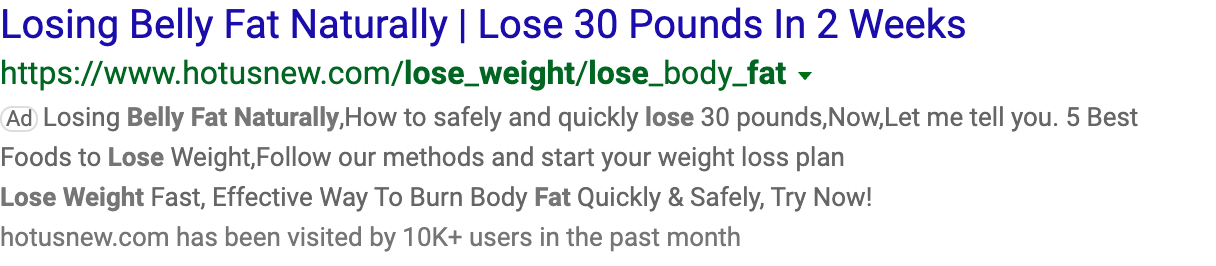 Losing Belly Fat Naturally | Lose 30 Pounds In 2 Weeks
https://www.hotusnew.com/lose_weight/lose_body_fat
Ad Losing Belly Fat Naturally,How to safely and quickly lose 30 pounds,Now,Let me tell you. 5 Best
Foods to Lose Weight,Follow our methods and start your weight loss plan
Lose Weight Fast, Effective Way To Burn Body Fat Quickly & Safely, Try Now!
hotusnew.com has been visited by 10K+ users in the past month